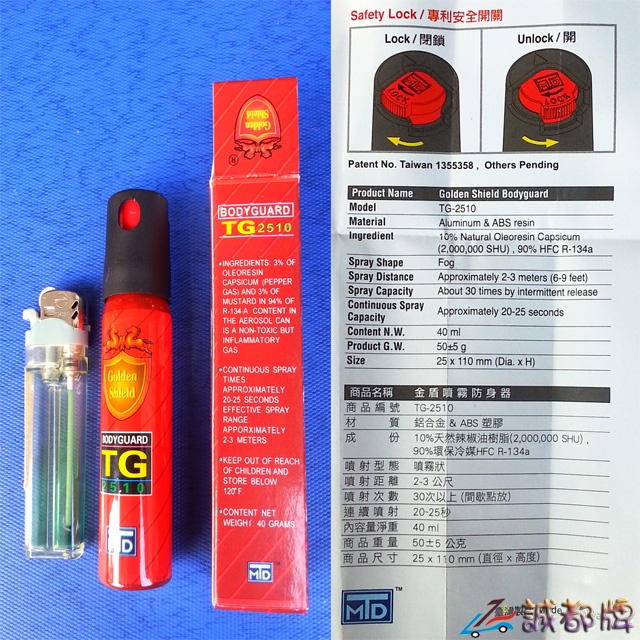 Golden
Shield
®
BODYGUARD
TG2510
•INGREDIENTS: 3% OF
OLEORESIN
CAPSICUM (PEPPER
GAS) AND 3% OF
MUSTARD IN 94% OF
R-134-A. CONTENT IN
THE AEROSOL CAN
IS A NON-TOXIC BUT
INFLAMMATORY
GAS
•CONTINUOUS SPRAY
TIMES
APPROXIMATELY
20-25 SECONDS
EFFECTIVE SPRAY
RANGE
APPORXIMATELY
2-3 METERS
•KEEP OUT OF REACH
OF CHILDREN AND
STORE BELOW
120°F
•CONTENT NET
WEIGHT: 40 GRAMS
MTD™
Golden
Shield
BODYGUARD
TG
2510
MTD™
Safety Lock / 專利安全開關
Lock / 閉鎖
Unlock / 開
LOCK
LOCK
Patent No. Taiwan 1355358 , Others Pending
Product Name Golden Shield Bodyguard
Model TG-2510
Material Aluminum & ABS resin
Ingredient 10% Natural Oleoresin Capsicum
(2,000,000 SHU) , 90% HFC R-134a
Spray Shape Fog
Spray Distance Approximately 2-3 meters (6-9 feet)
Spray Capacity About 30 times by intermittent release
Continuous Spray
Capacity Approximately 20-25 seconds
Content N.W. 40 ml
Product G.W. 50±5 g
Size 25 x 110 mm (Dia. x H)
商品名稱 金盾噴霧防身器
商品編號 TG-2510
材質 鋁合金 & ABS 塑膠
成份 10%天然辣椒油樹脂(2,000,000 SHU) ,
90%環保冷媒HFC R-134a
噴射型態 噴霧狀
噴射距離 2-3 公尺
噴射次數 30次以上 (間歇點放)
連續噴射 20-25秒
內容量淨重 40 ml
商品重量 50±5 公克
商品尺寸 25 x 110 mm (直徑 x 高度)
MTD™
臺灣製
誠都牌